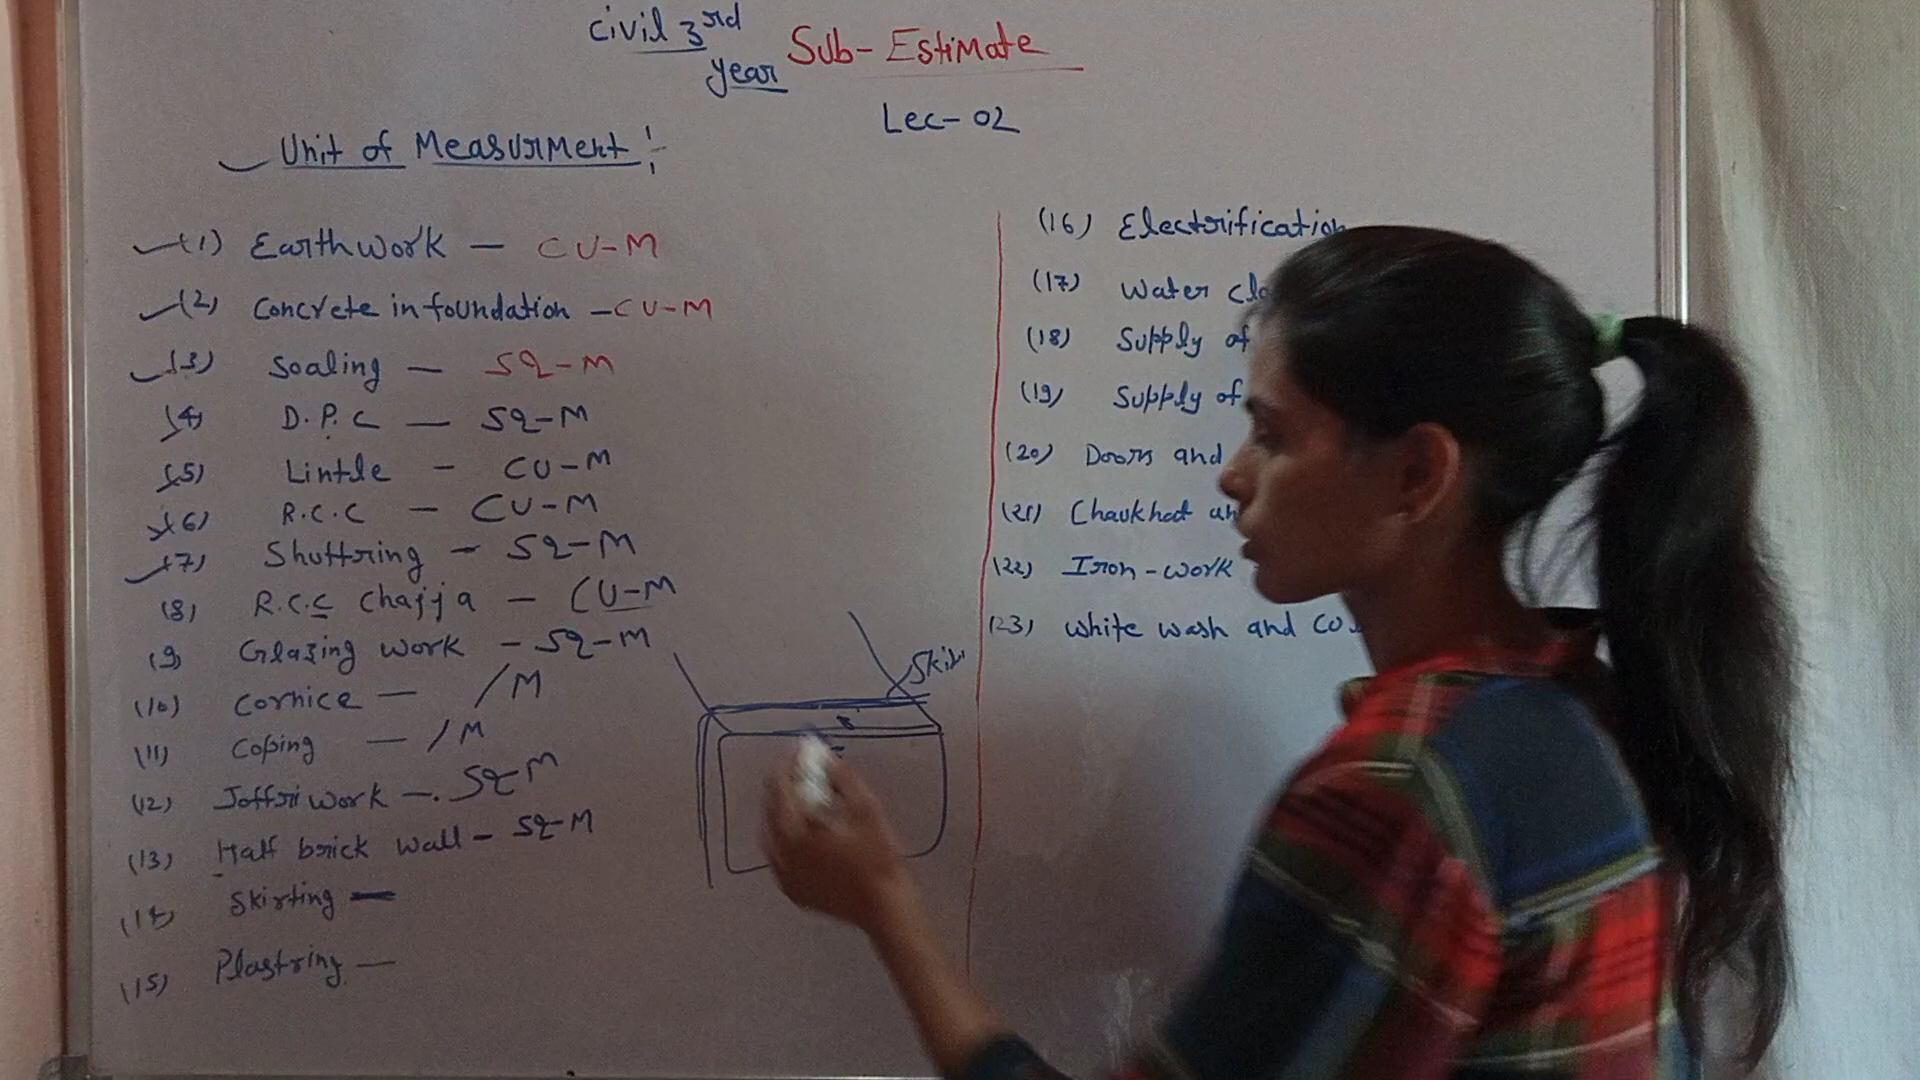 Civil 3rd year
Sub-Estimate
Lec-02
Unit of Measurment :-
(1) Earthwork - CU-M
(2) Concrete in foundation - CU-M
(3) Soaling - SQ-M
(4) D.P.C - SQ-M
(5) Lintle - CU-M
(6) R.C.C - CU-M
(7) Shuttring - SQ-M
(8) R.C.C Chajja - CU-M
(9) Glazing work - SQ-M
(10) Cornice - /M
(11) Coping - /M
(12) Joffri work - SQ M
(13) Half brick wall - SQ-M
(14) Skirting -
(15) Plastring -
(16) Electrification
(17) Water
(18) Supply of
(19) Supply of
(20) Doors and
(21) Chaukhat
(22) Iron-work
(23) White wash and